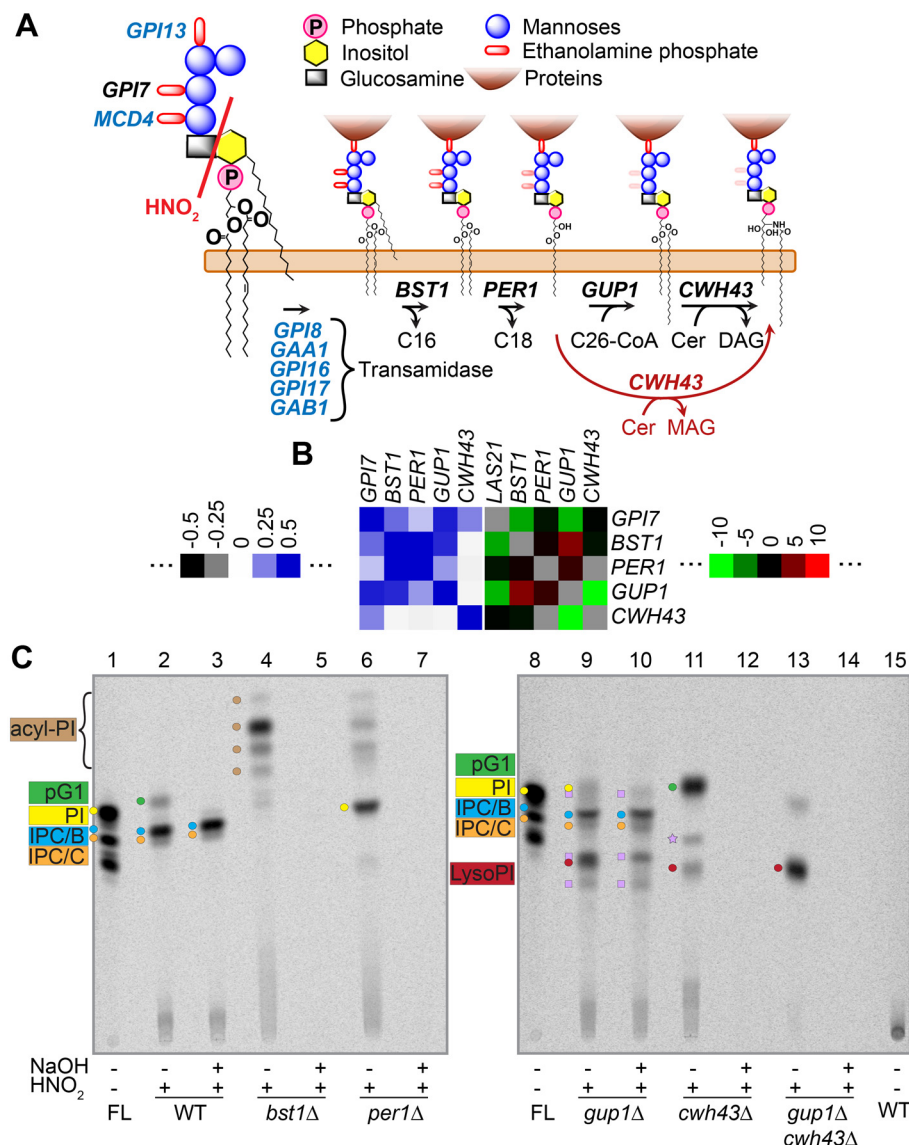 A
GPI13
P Phosphate
Mannoses
Inositol
Ethanolamine phosphate
GPI7
Glucosamine
Proteins
MCD4
P
HNO2
BST1
PER1
GUP1
CWH43
C16
C18
C26-CoA
Cer
DAG
GPI8
GAA1
GPI16
GPI17
GAB1
Transamidase
CWH43
Cer MAG
B
GPI7 BST1 PER1 GUP1 CWH43 LAS21 BST1 PER1 GUP1 CWH43
GPI7
BST1
PER1
GUP1
CWH43
-0.5 -0.25 0 0.25 0.5
-10 -5 0 5 10
C
1 2 3 4 5 6 7 8 9 10 11 12 13 14 15
acyl-PI
pG1
PI
IPC/B
IPC/C
pG1
PI
IPC/B
IPC/C
LysoPI
NaOH - - + - + - + - - + - + - + -
HNO2 - + + + + + + - + + + + + + -
FL WT bst1Δ per1Δ FL gup1Δ cwh43Δ gup1Δ WT
cwh43Δ